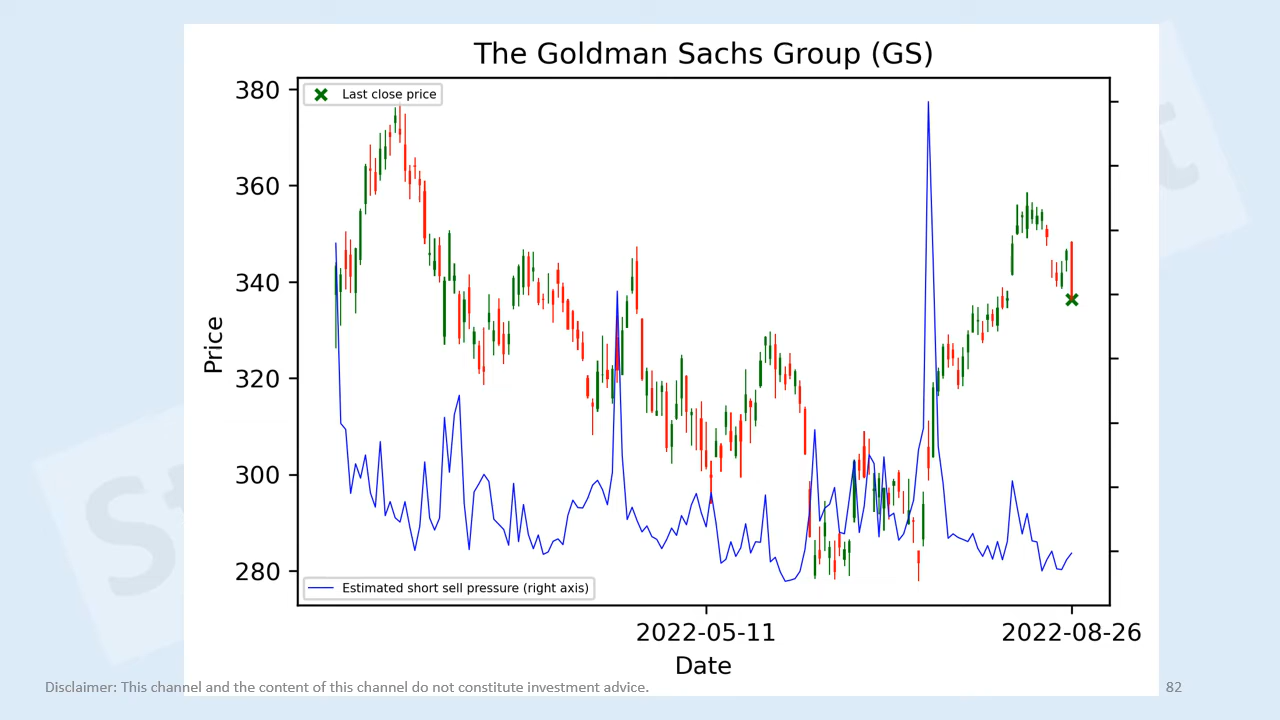 The Goldman Sachs Group (GS)
Last close price
380
360
340
320
300
280
Price
Estimated short sell pressure (right axis)
2022-05-11
2022-08-26
Date
Disclaimer: This channel and the content of this channel do not constitute investment advice.
82